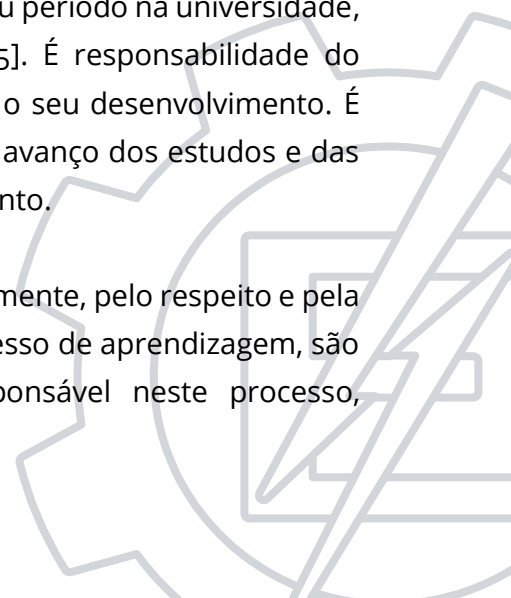 u período na universidade,
5]. É responsabilidade do
o seu desenvolvimento. É
avanço dos estudos e das
nto.
mente, pelo respeito e pela
esso de aprendizagem, são
ponsável neste processo,